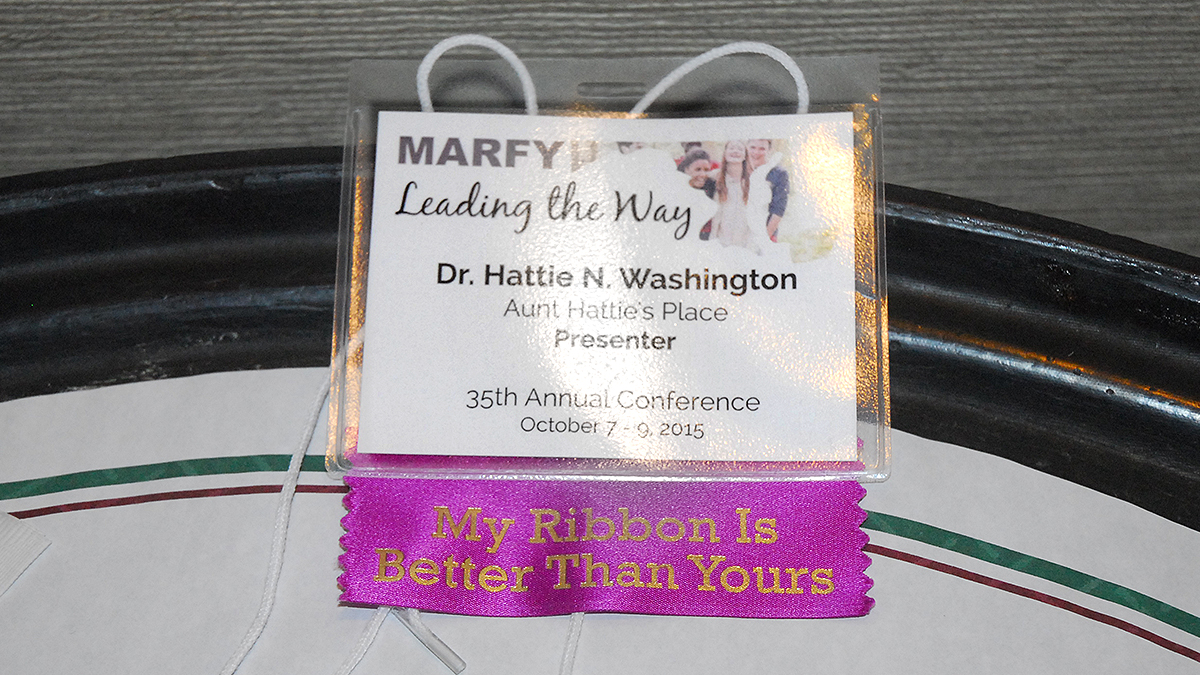 MARFY
Leading the Way
Dr. Hattie N. Washington
Aunt Hattie's Place
Presenter
35th Annual Conference
October 7 - 9, 2015
My Ribbon Is
Better Than Yours